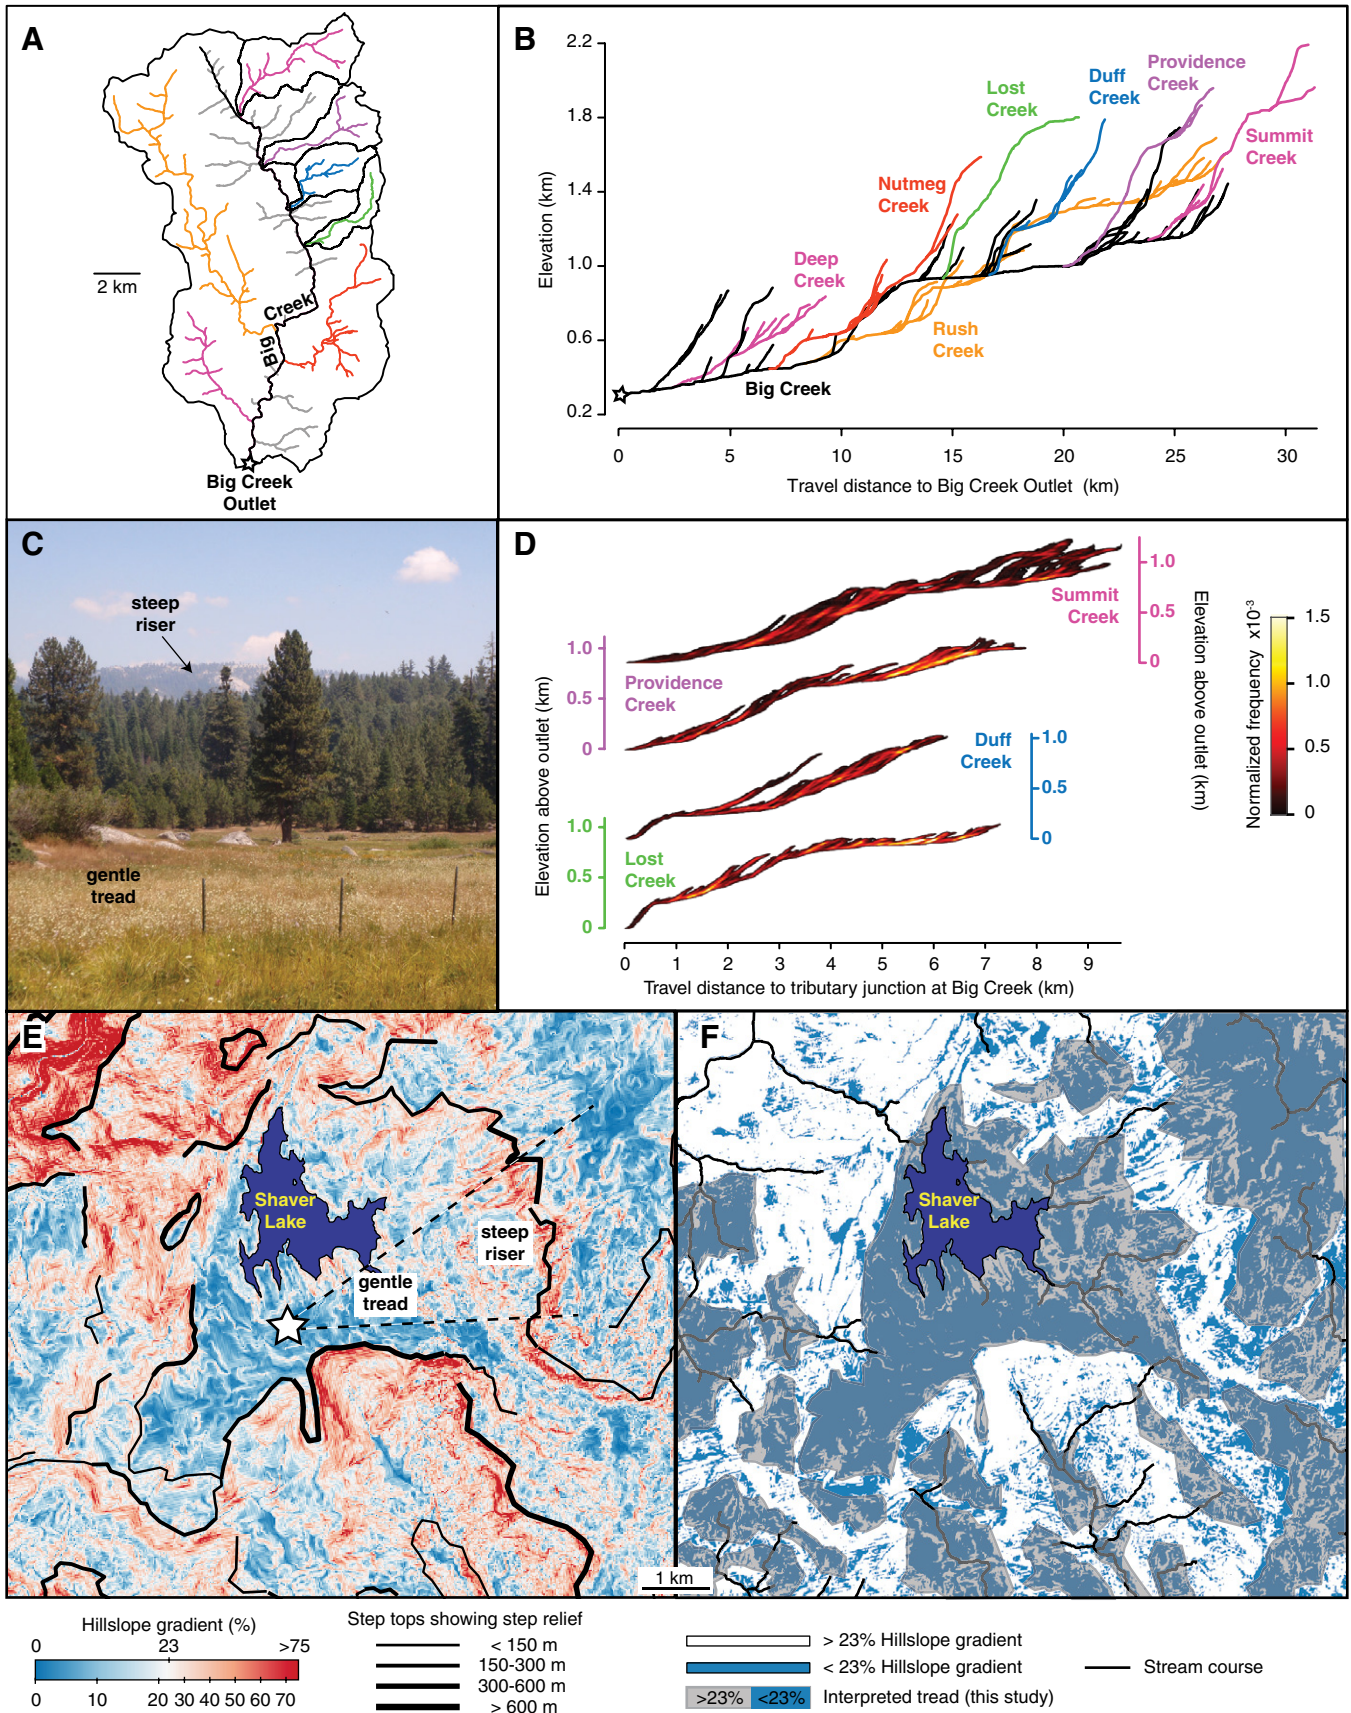 A
2 km
Big
Creek
Big Creek
Outlet
B
Elevation (km)
2.2
1.8
1.4
1.0
0.6
0.2
Lost
Creek
Duff
Creek
Providence
Creek
Summit
Creek
Nutmeg
Creek
Deep
Creek
Rush
Creek
Big Creek
0 5 10 15 20 25 30
Travel distance to Big Creek Outlet (km)
C
steep
riser
gentle
tread
D
Elevation above outlet (km)
1.0
0.5
0
Providence
Creek
1.0
0.5
0
Lost
Creek
Summit
Creek
1.0
0.5
0
Duff
Creek
1.0
0.5
0
Elevation above outlet (km)
Normalized frequency x10-3
1.5
1.0
0.5
0
0 1 2 3 4 5 6 7 8 9
Travel distance to tributary junction at Big Creek (km)
E
Shaver
Lake
steep
riser
gentle
tread
F
Shaver
Lake
1 km
Hillslope gradient (%)
0 23 >75
0 10 20 30 40 50 60 70
Step tops showing step relief
< 150 m
150-300 m
300-600 m
> 600 m
> 23% Hillslope gradient
< 23% Hillslope gradient
>23% <23% Interpreted tread (this study)
Stream course